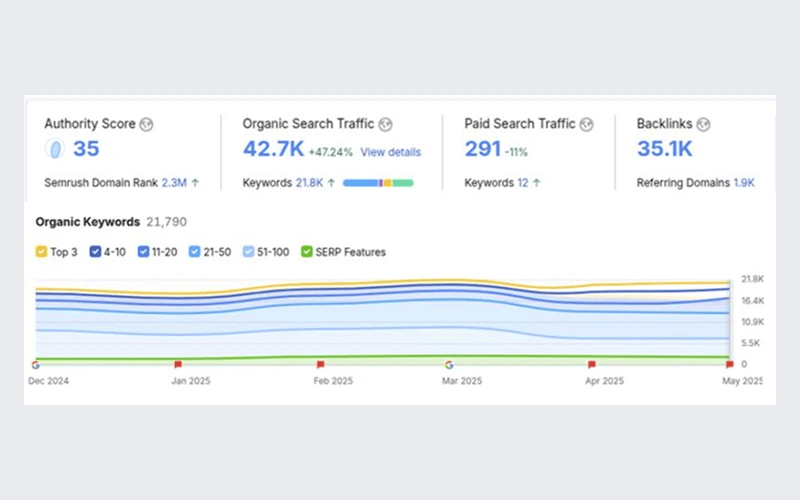 Authority Score
35
Semrush Domain Rank 2.3M ↑
Organic Search Traffic
42.7K +47.24% View details
Keywords 21.8K ↑
Paid Search Traffic
291 -11%
Keywords 12 ↑
Backlinks
35.1K
Referring Domains 1.9K
Organic Keywords 21,790
Top 3 4-10 11-20 21-50 51-100 SERP Features
21.8K
16.4K
10.9K
5.5K
0
Dec 2024 Jan 2025 Feb 2025 Mar 2025 Apr 2025 May 2025